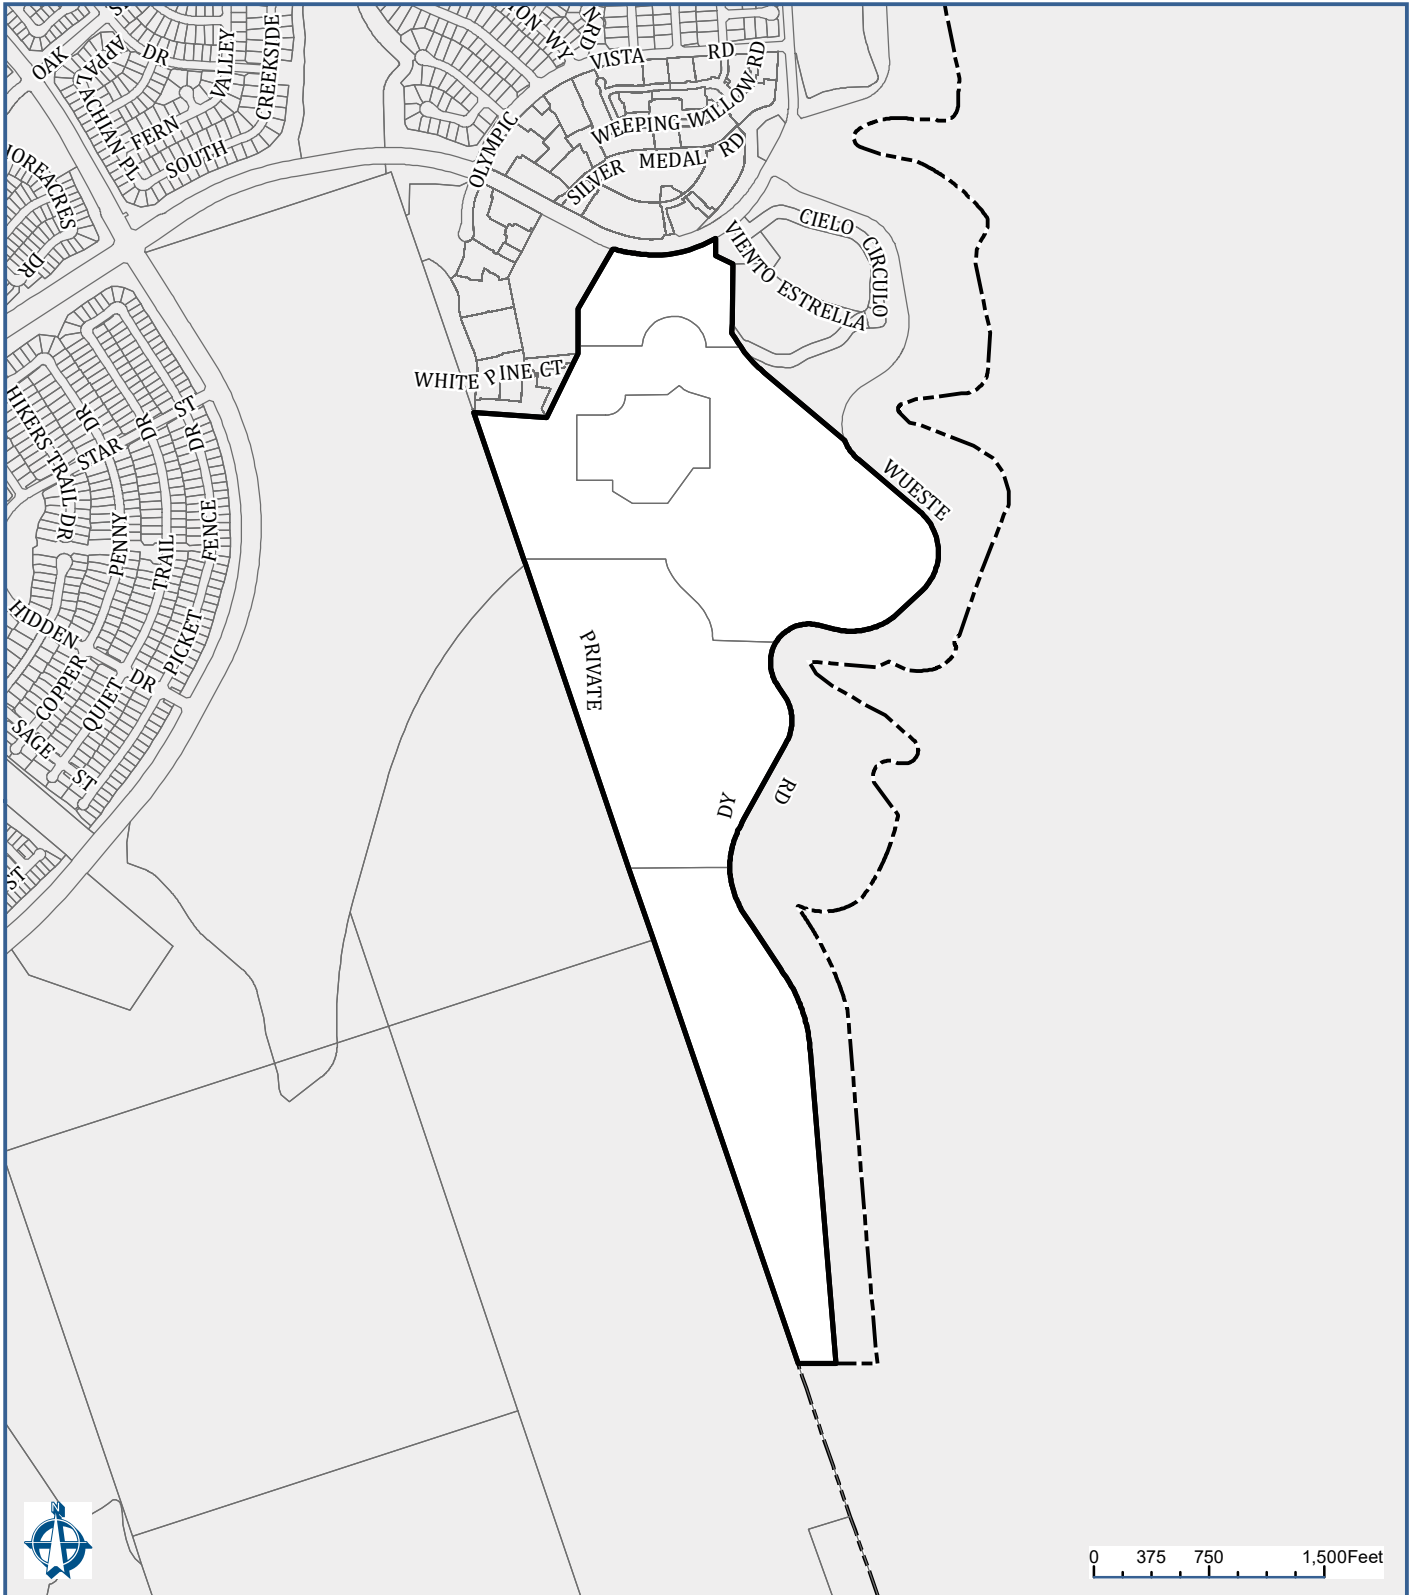 OAK
APPALACHIAN PL
DR
VALLEY
CREEKSIDE
FERN
SOUTH
DR
N RD
VISTA RD
WEEPING WILLOW RD
OLYMPIC
SILVER MEDAL RD
VIENTO ESTRELLA
CIELO CIRCULO
WHITE PINE CT
HIKERS TRAIL DR
DR
DR
STAR ST
DR
PENNY
TRAIL
FENCE
WUESTE
HIDDEN
COPPER
QUIET
DR
PICKET
SAGE
ST
ST
PRIVATE
DY
RD
N
0 375 750 1,500Feet